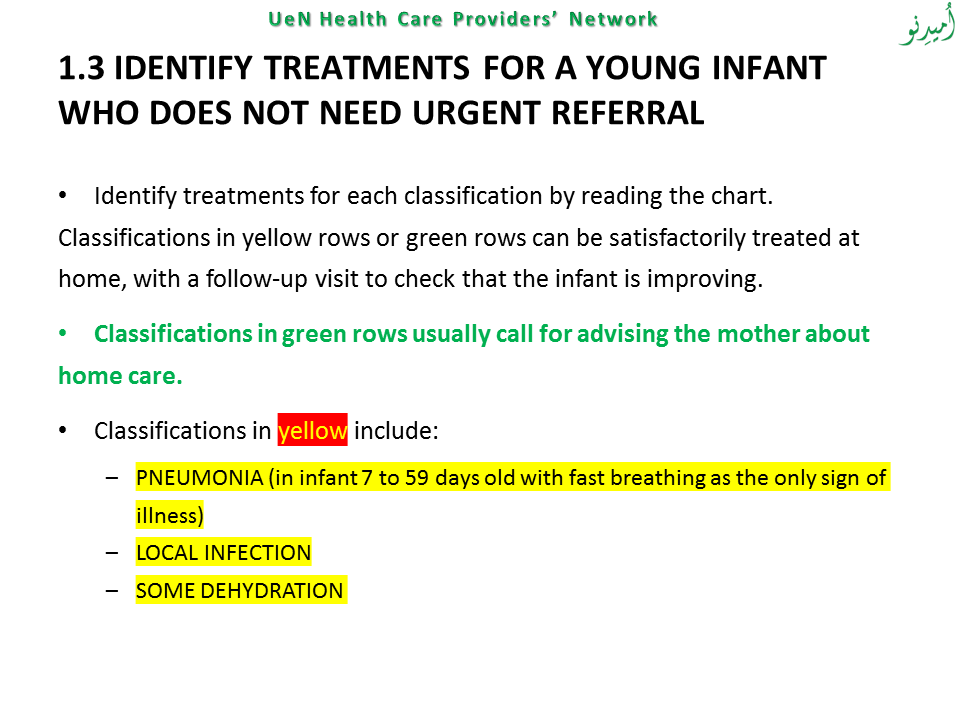 UeN Health Care Providers’ Network
اُمیدِنو
1.3 IDENTIFY TREATMENTS FOR A YOUNG INFANT
WHO DOES NOT NEED URGENT REFERRAL
• Identify treatments for each classification by reading the chart.
Classifications in yellow rows or green rows can be satisfactorily treated at
home, with a follow-up visit to check that the infant is improving.
• Classifications in green rows usually call for advising the mother about
home care.
• Classifications in yellow include:
– PNEUMONIA (in infant 7 to 59 days old with fast breathing as the only sign of
illness)
– LOCAL INFECTION
– SOME DEHYDRATION